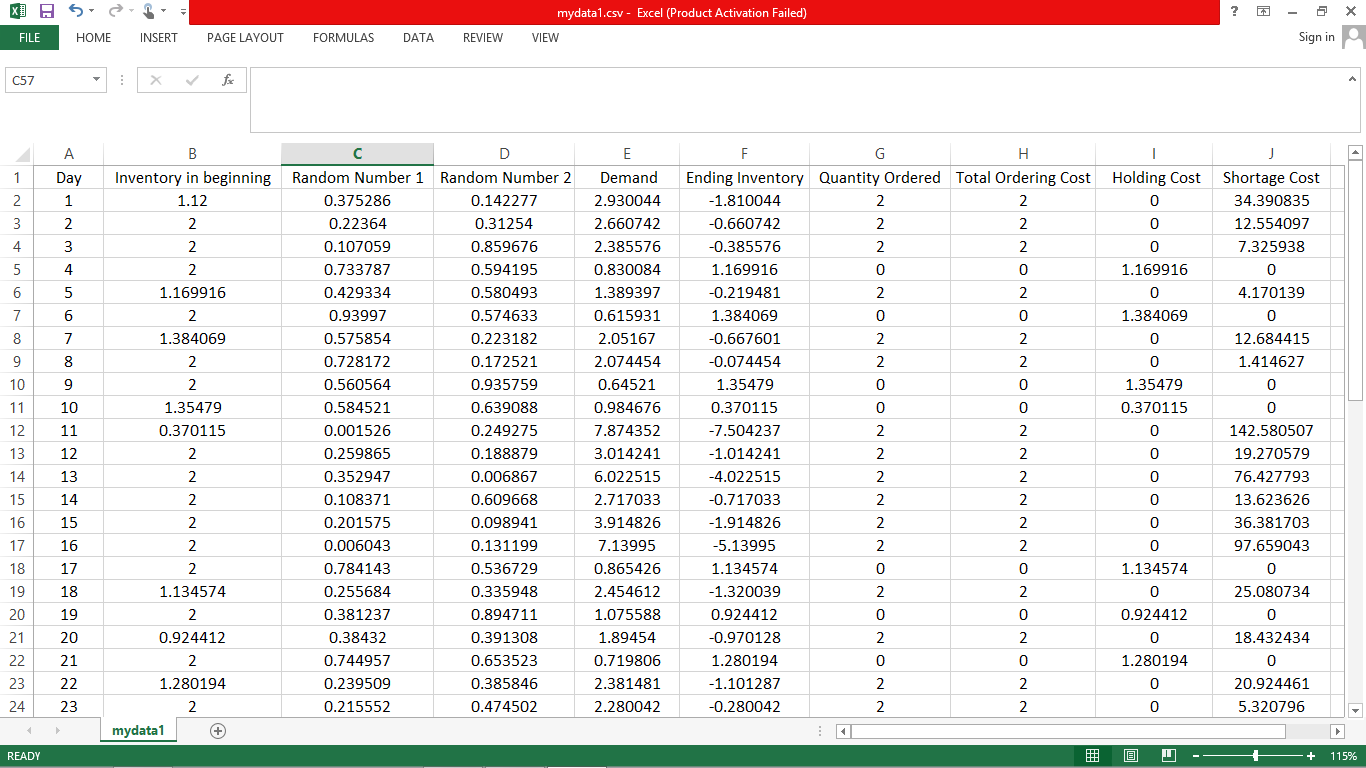 mydata1.csv - Excel (Product Activation Failed)
FILE HOME INSERT PAGE LAYOUT FORMULAS DATA REVIEW VIEW Sign in
C57 fx
A B C D E F G H I J
1 Day Inventory in beginning Random Number 1 Random Number 2 Demand Ending Inventory Quantity Ordered Total Ordering Cost Holding Cost Shortage Cost
2 1 1.12 0.375286 0.142277 2.930044 -1.810044 2 2 0 34.390835
3 2 2 0.22364 0.31254 2.660742 -0.660742 2 2 0 12.554097
4 3 2 0.107059 0.859676 2.385576 -0.385576 2 2 0 7.325938
5 4 2 0.733787 0.594195 0.830084 1.169916 0 0 1.169916 0
6 5 1.169916 0.429334 0.580493 1.389397 -0.219481 2 2 0 4.170139
7 6 2 0.93997 0.574633 0.615931 1.384069 0 0 1.384069 0
8 7 1.384069 0.575854 0.223182 2.05167 -0.667601 2 2 0 12.684415
9 8 2 0.728172 0.172521 2.074454 -0.074454 2 2 0 1.414627
10 9 2 0.560564 0.935759 0.64521 1.35479 0 0 1.35479 0
11 10 1.35479 0.584521 0.639088 0.984676 0.370115 0 0 0.370115 0
12 11 0.370115 0.001526 0.249275 7.874352 -7.504237 2 2 0 142.580507
13 12 2 0.259865 0.188879 3.014241 -1.014241 2 2 0 19.270579
14 13 2 0.352947 0.006867 6.022515 -4.022515 2 2 0 76.427793
15 14 2 0.108371 0.609668 2.717033 -0.717033 2 2 0 13.623626
16 15 2 0.201575 0.098941 3.914826 -1.914826 2 2 0 36.381703
17 16 2 0.006043 0.131199 7.13995 -5.13995 2 2 0 97.659043
18 17 2 0.784143 0.536729 0.865426 1.134574 0 0 1.134574 0
19 18 1.134574 0.255684 0.335948 2.454612 -1.320039 2 2 0 25.080734
20 19 2 0.381237 0.894711 1.075588 0.924412 0 0 0.924412 0
21 20 0.924412 0.38432 0.391308 1.89454 -0.970128 2 2 0 18.432434
22 21 2 0.744957 0.653523 0.719806 1.280194 0 0 1.280194 0
23 22 1.280194 0.239509 0.385846 2.381481 -1.101287 2 2 0 20.924461
24 23 2 0.215552 0.474502 2.280042 -0.280042 2 2 0 5.320796
mydata1
READY 115%